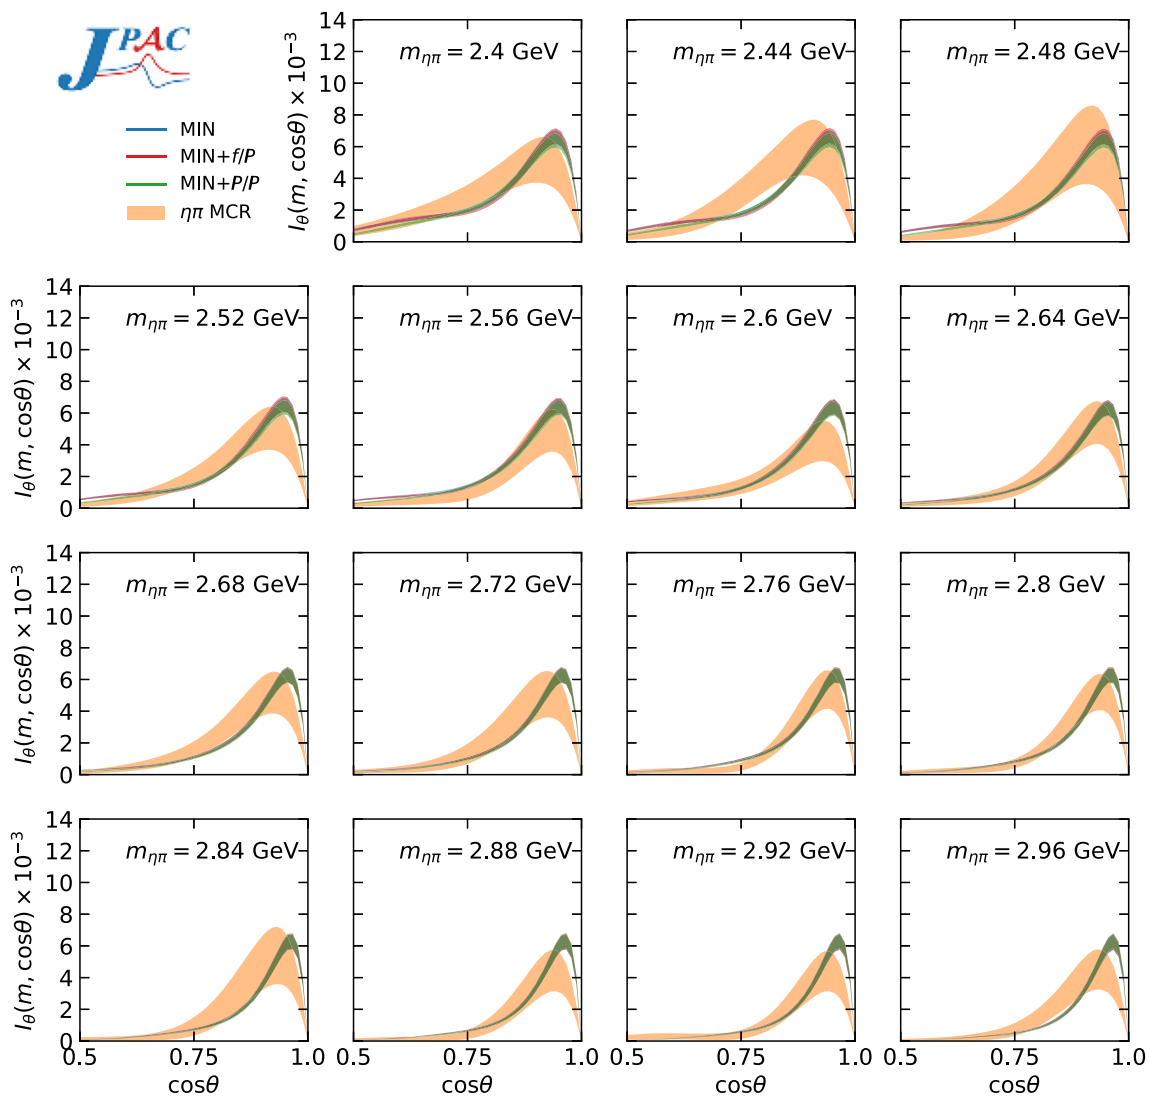 JPAC
MIN
MIN+f/P
MIN+P/P
ηπ MCR
I_θ(m, cosθ) × 10⁻³
14
12
10
8
6
4
2
0
m_ηπ = 2.4 GeV
m_ηπ = 2.44 GeV
m_ηπ = 2.48 GeV
I_θ(m, cosθ) × 10⁻³
14
12
10
8
6
4
2
0
m_ηπ = 2.52 GeV
m_ηπ = 2.56 GeV
m_ηπ = 2.6 GeV
m_ηπ = 2.64 GeV
I_θ(m, cosθ) × 10⁻³
14
12
10
8
6
4
2
0
m_ηπ = 2.68 GeV
m_ηπ = 2.72 GeV
m_ηπ = 2.76 GeV
m_ηπ = 2.8 GeV
I_θ(m, cosθ) × 10⁻³
14
12
10
8
6
4
2
0
m_ηπ = 2.84 GeV
m_ηπ = 2.88 GeV
m_ηπ = 2.92 GeV
m_ηπ = 2.96 GeV
0.5 0.75 1.0
0.5 0.75 1.0
0.5 0.75 1.0
0.5 0.75 1.0
cosθ
cosθ
cosθ
cosθ